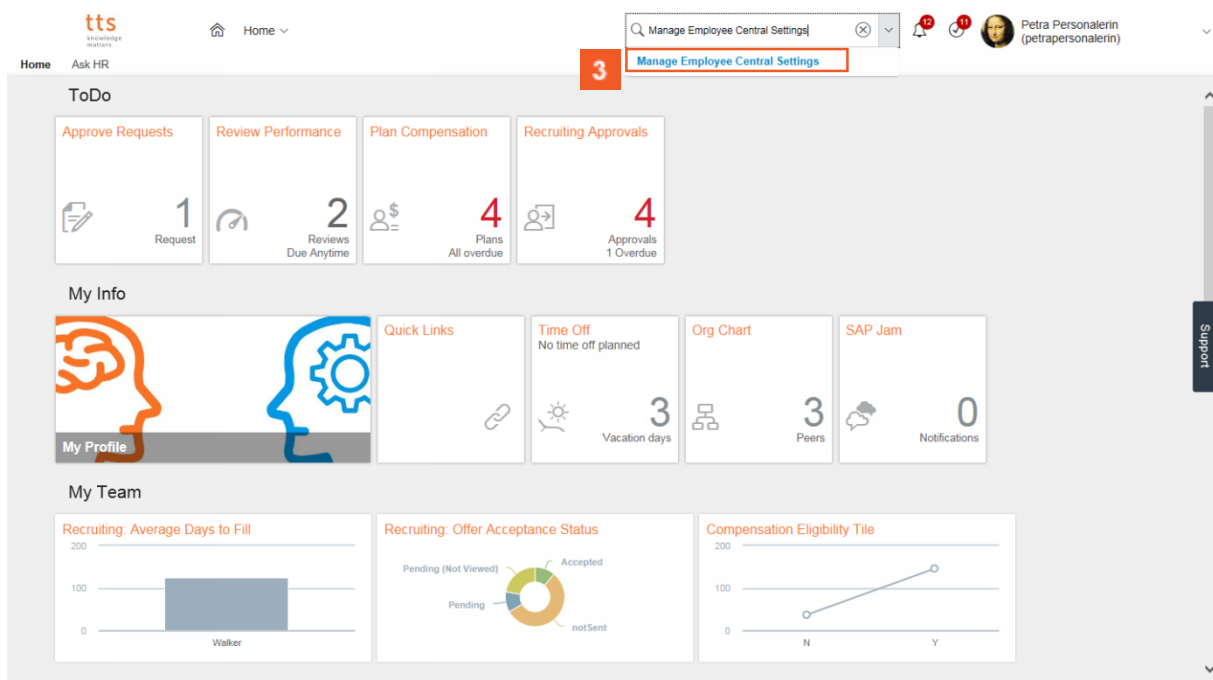 tts
knowledge
matters.
Home
Manage Employee Central Settings
12
11
Petra Personalerin
(petrapersonalerin)
Home
Ask HR
3
Manage Employee Central Settings
ToDo
Approve Requests
1
Request
Review Performance
2
Reviews
Due Anytime
Plan Compensation
4
Plans
All overdue
Recruiting Approvals
4
Approvals
1 Overdue
My Info
My Profile
Quick Links
Time Off
No time off planned
3
Vacation days
Org Chart
3
Peers
SAP Jam
0
Notifications
Support
My Team
Recruiting: Average Days to Fill
200
100
0
Walker
Recruiting: Offer Acceptance Status
Pending (Not Viewed)
Accepted
Pending
notSent
Compensation Eligibility Tile
200
100
0
N
Y